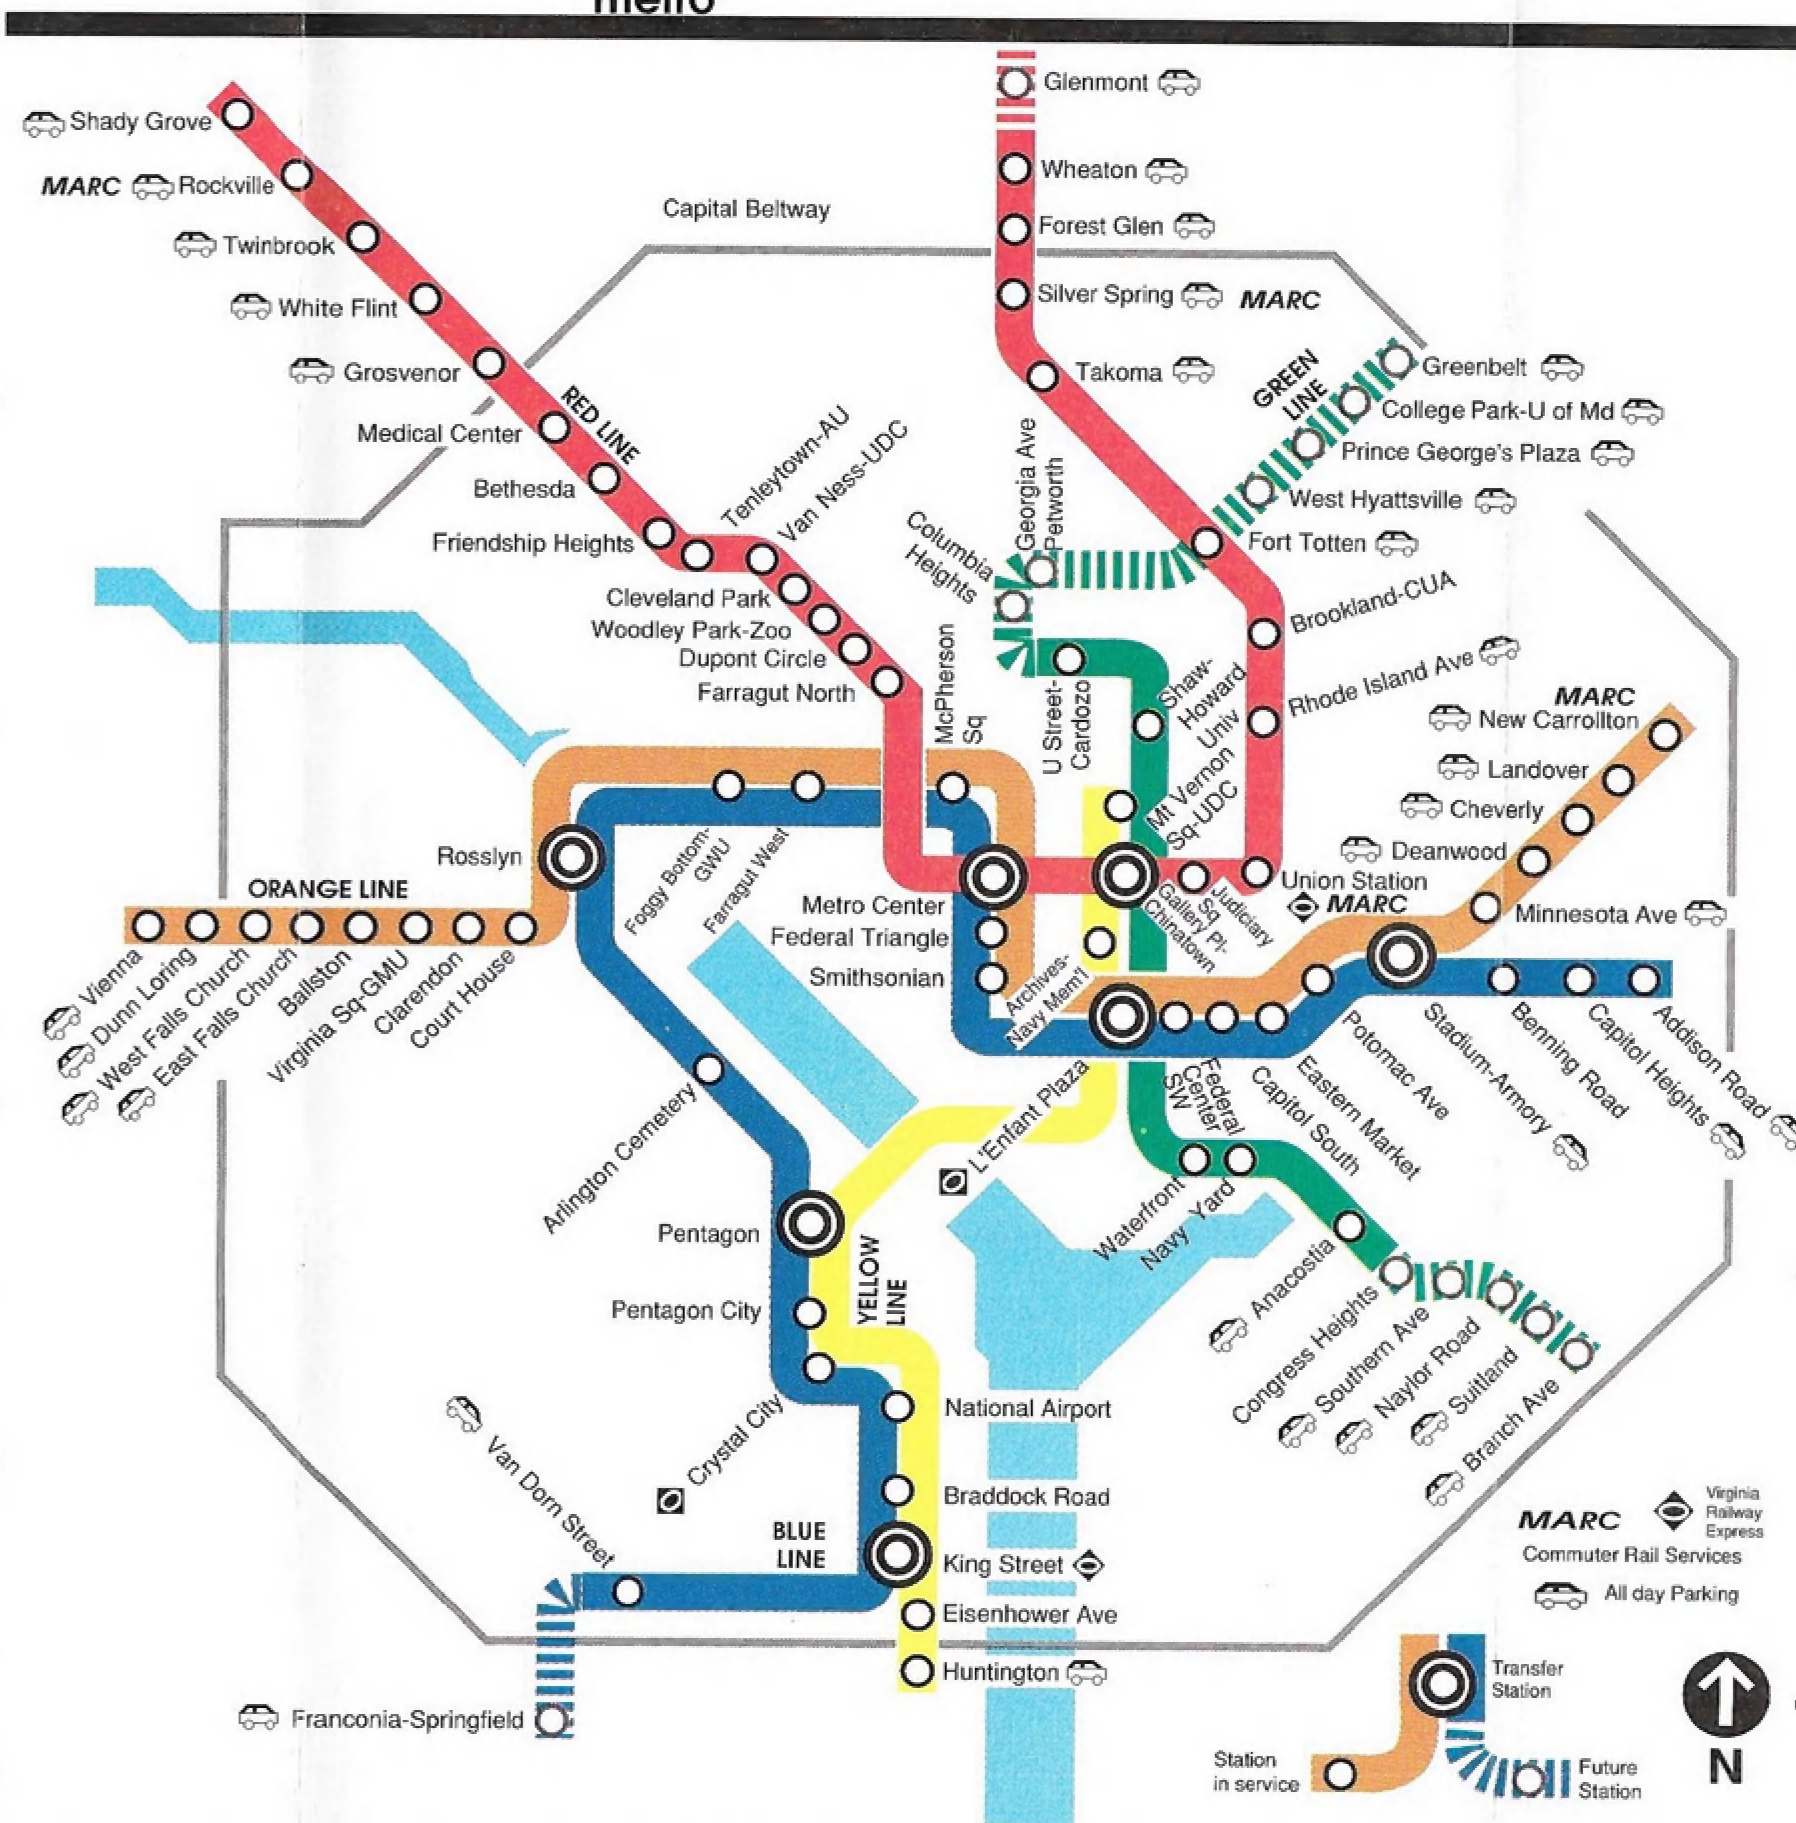 metro
Glenmont
Shady Grove
Wheaton
MARC Rockville
Capital Beltway
Forest Glen
Twinbrook
Silver Spring MARC
White Flint
Grosvenor
Takoma
Greenbelt
GREEN
LINE
College Park-U of Md
RED LINE
Medical Center
Prince George's Plaza
Tenleytown-AU
Van Ness-UDC
Bethesda
Georgia Ave
Petworth
West Hyattsville
Columbia
Heights
Friendship Heights
Fort Totten
Cleveland Park
Brookland-CUA
Woodley Park-Zoo
Dupont Circle
Farragut North
McPherson
Sq
U Street-
Cardozo
Shaw-
Howard
Univ
Rhode Island Ave
MARC
New Carrollton
Landover
Mt Vernon
Sq-UDC
Cheverly
Rosslyn
Foggy Bottom-
GWU
Farragut West
Deanwood
ORANGE LINE
Union Station
MARC
Metro Center
Gallery Pl-
Chinatown
Judiciary
Sq
Minnesota Ave
Federal Triangle
Smithsonian
Archives-
Navy Mem'l
Vienna
Dunn Loring
West Falls Church
East Falls Church
Ballston
Virginia Sq-GMU
Clarendon
Court House
Arlington Cemetery
L'Enfant Plaza
Federal
Center
SW
Capitol South
Eastern Market
Potomac Ave
Stadium-Armory
Benning Road
Capitol Heights
Addison Road
Waterfront
Navy Yard
Pentagon
Anacostia
Pentagon City
YELLOW
LINE
Congress Heights
Southern Ave
Naylor Road
Suitland
Branch Ave
Crystal City
National Airport
Van Dorn Street
Braddock Road
BLUE
LINE
King Street
Eisenhower Ave
Huntington
Franconia-Springfield
MARC
Virginia
Railway
Express
Commuter Rail Services
All day Parking
Transfer
Station
Station
in service
Future
Station
N